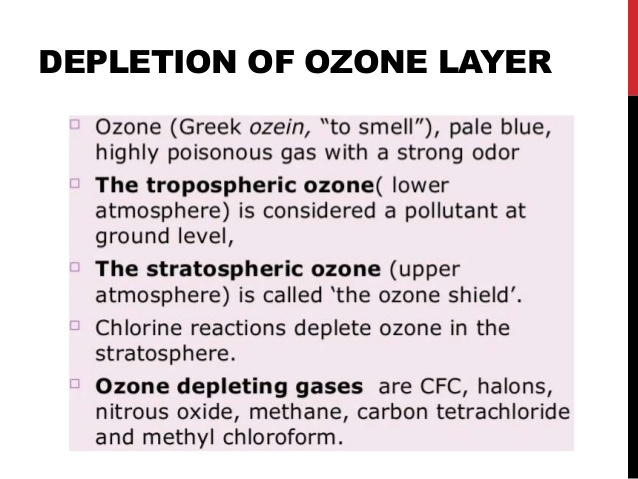 DEPLETION OF OZONE LAYER
Ozone (Greek ozein, “to smell”), pale blue,
highly poisonous gas with a strong odor
The tropospheric ozone( lower
atmosphere) is considered a pollutant at
ground level,
The stratospheric ozone (upper
atmosphere) is called ‘the ozone shield’.
Chlorine reactions deplete ozone in the
stratosphere.
Ozone depleting gases are CFC, halons,
nitrous oxide, methane, carbon tetrachloride
and methyl chloroform.